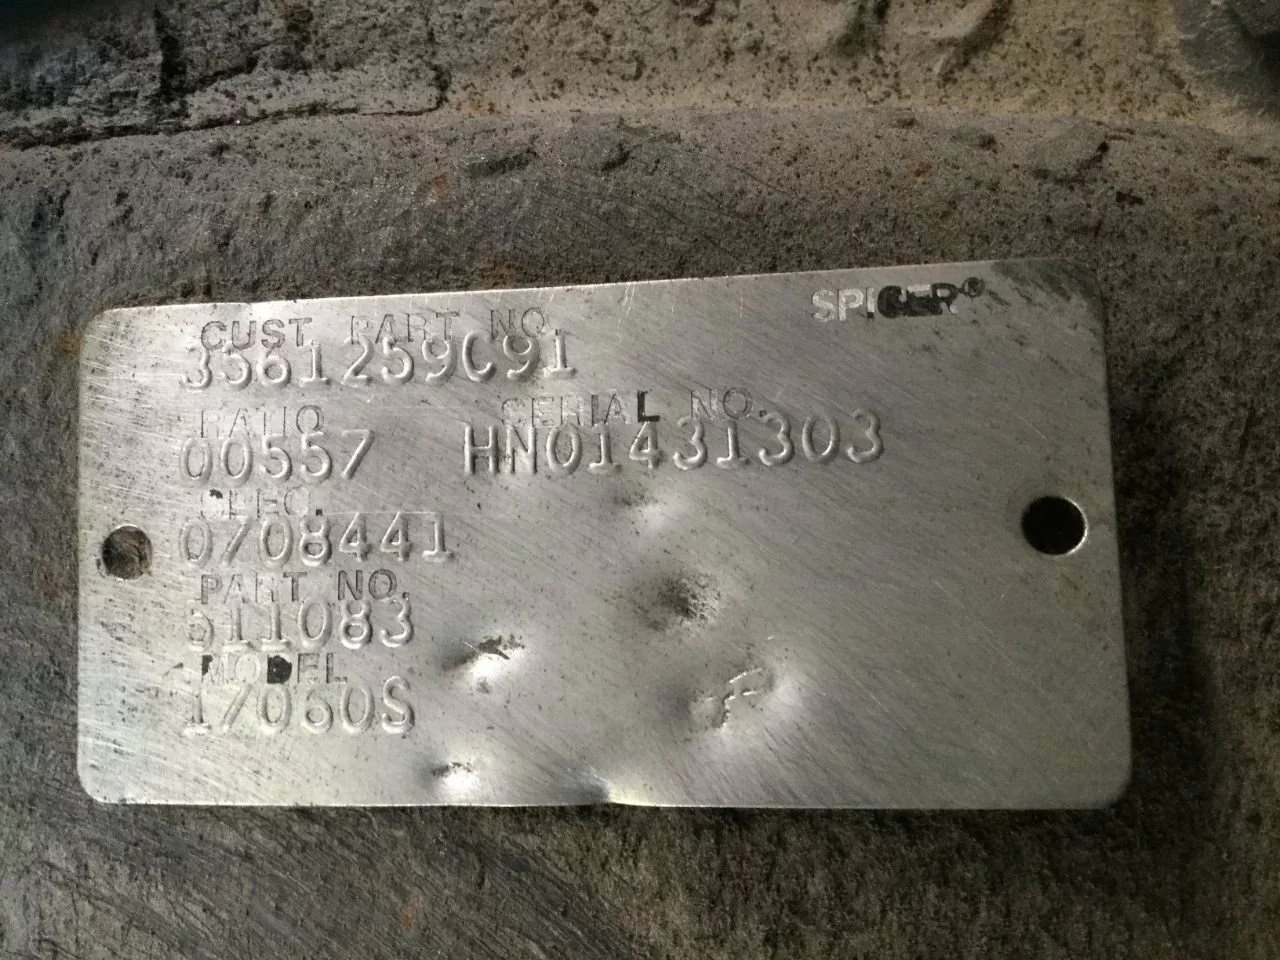 SPICER®
CUST. PART NO.
3561259C91
RATIO SERIAL NO.
00557 HN01431303
SPEC.
0708441
PART NO.
511083
MODEL
17060S